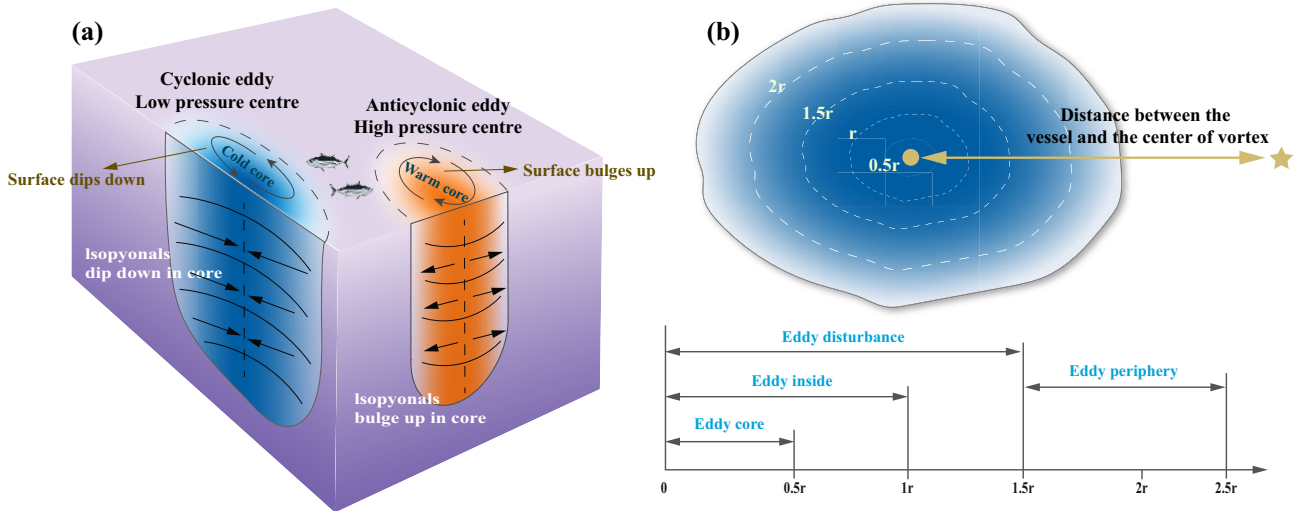 (a)
Cyclonic eddy
Low pressure centre
Anticyclonic eddy
High pressure centre
Cold core
Warm core
Surface dips down
Surface bulges up
Isopyonals
dip down in core
Isopyonals
bulge up in core
(b)
2r
1.5r
r
0.5r
Distance between the
vessel and the center of vortex
Eddy disturbance
Eddy periphery
Eddy inside
Eddy core
0
0.5r
1r
1.5r
2r
2.5r